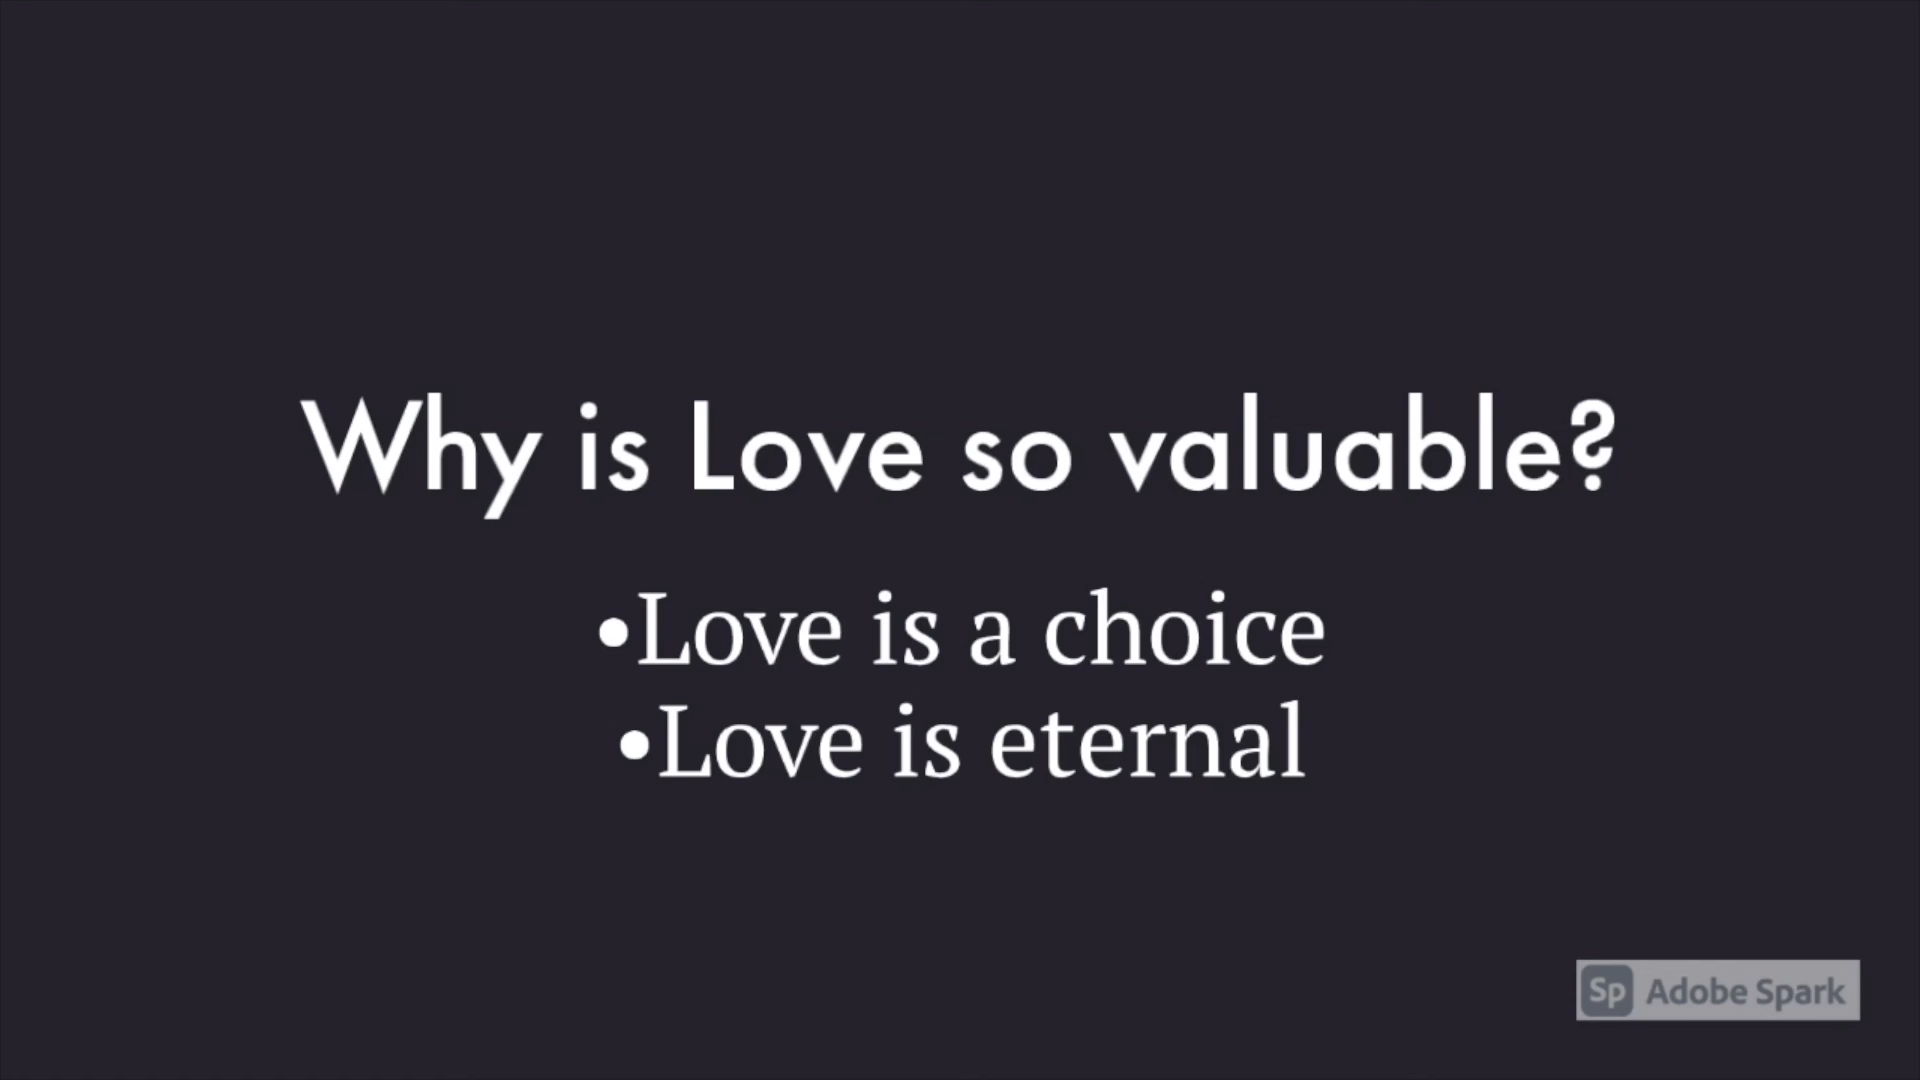 Why is Love so valuable?
•Love is a choice
•Love is eternal
Sp Adobe Spark